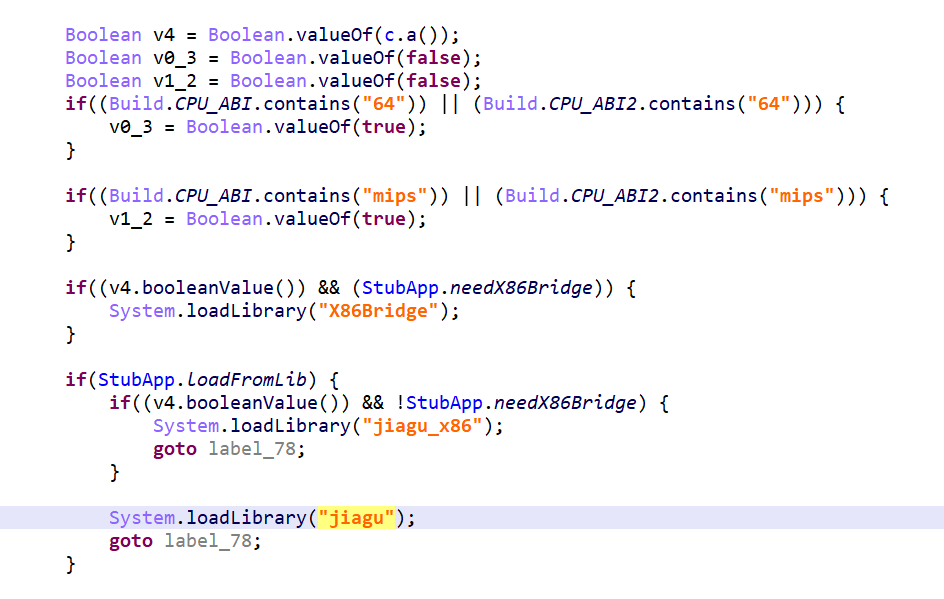 Boolean v4 = Boolean.valueOf(c.a());
Boolean v0_3 = Boolean.valueOf(false);
Boolean v1_2 = Boolean.valueOf(false);
if((Build.CPU_ABI.contains("64")) || (Build.CPU_ABI2.contains("64"))) {
    v0_3 = Boolean.valueOf(true);
}

if((Build.CPU_ABI.contains("mips")) || (Build.CPU_ABI2.contains("mips"))) {
    v1_2 = Boolean.valueOf(true);
}

if((v4.booleanValue()) && (StubApp.needX86Bridge)) {
    System.loadLibrary("X86Bridge");
}

if(StubApp.loadFromLib) {
    if((v4.booleanValue()) && !StubApp.needX86Bridge) {
        System.loadLibrary("jiagu_x86");
        goto label_78;
    }

    System.loadLibrary("jiagu");
    goto label_78;
}